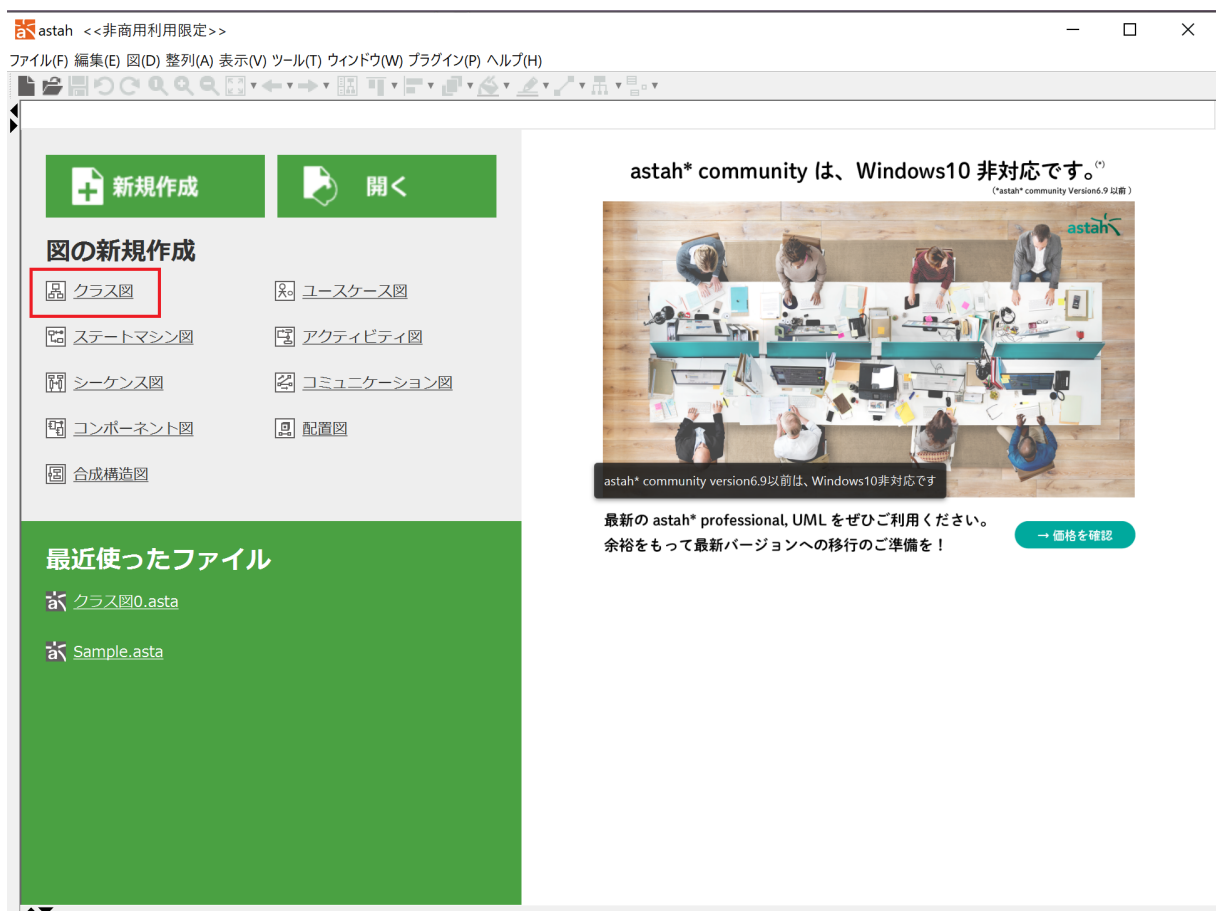 astah <<非商用利用限定>>
ファイル(F) 編集(E) 図(D) 整列(A) 表示(V) ツール(T) ウィンドウ(W) プラグイン(P) ヘルプ(H)
新規作成
開く
図の新規作成
クラス図
ユースケース図
ステートマシン図
アクティビティ図
シーケンス図
コミュニケーション図
コンポーネント図
配置図
合成構造図
最近使ったファイル
クラス図0.asta
Sample.asta
astah* community は、Windows10 非対応です。(*)
(*astah* community Version6.9 以前 )
astah
astah* community version6.9以前は、Windows10非対応です
最新の astah* professional, UML をぜひご利用ください。
余裕をもって最新バージョンへの移行のご準備を！
→ 価格を確認